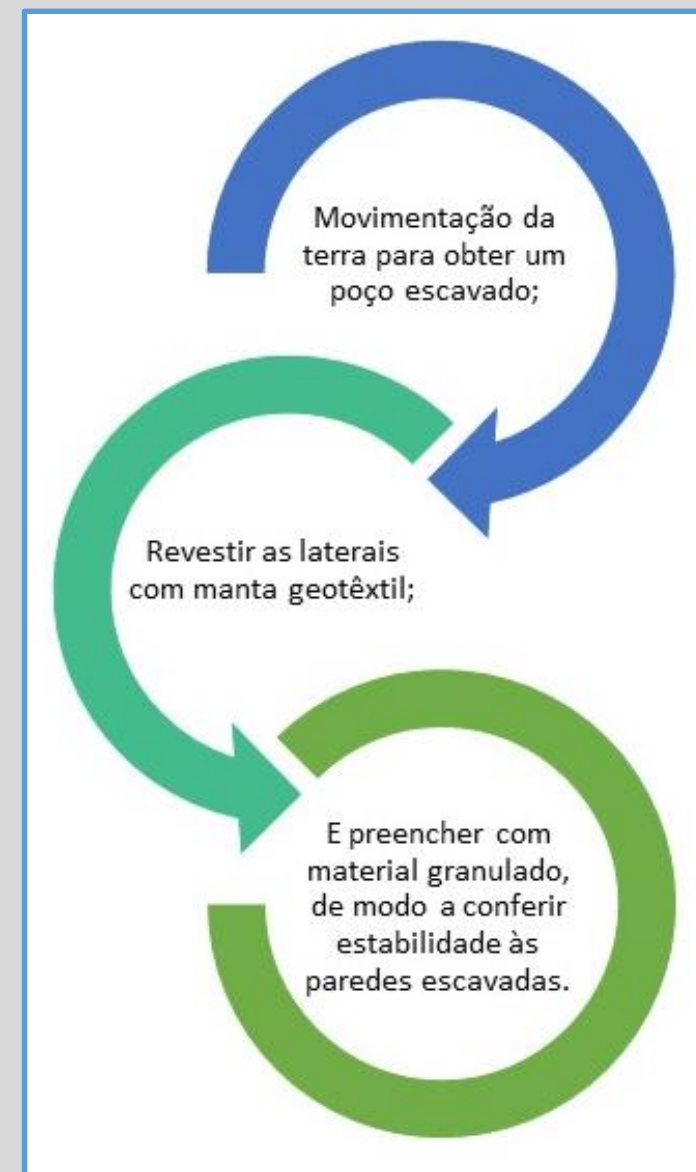 Movimentação da
terra para obter um
poço escavado;
Revestir as laterais
com manta geotêxtil;
E preencher com
material granulado,
de modo a conferir
estabilidade às
paredes escavadas.